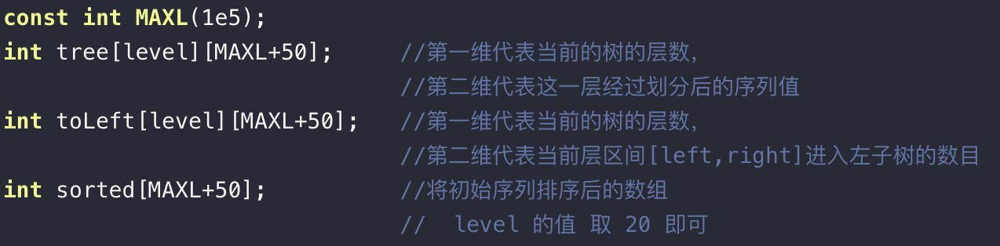 const int MAXL(1e5);
int tree[level][MAXL+50]; //第一维代表当前的树的层数,
//第二维代表这一层经过划分后的序列值
int toLeft[level][MAXL+50]; //第一维代表当前的树的层数,
//第二维代表当前层区间[left,right]进入左子树的数目
int sorted[MAXL+50]; //将初始序列排序后的数组
// level 的值 取 20 即可